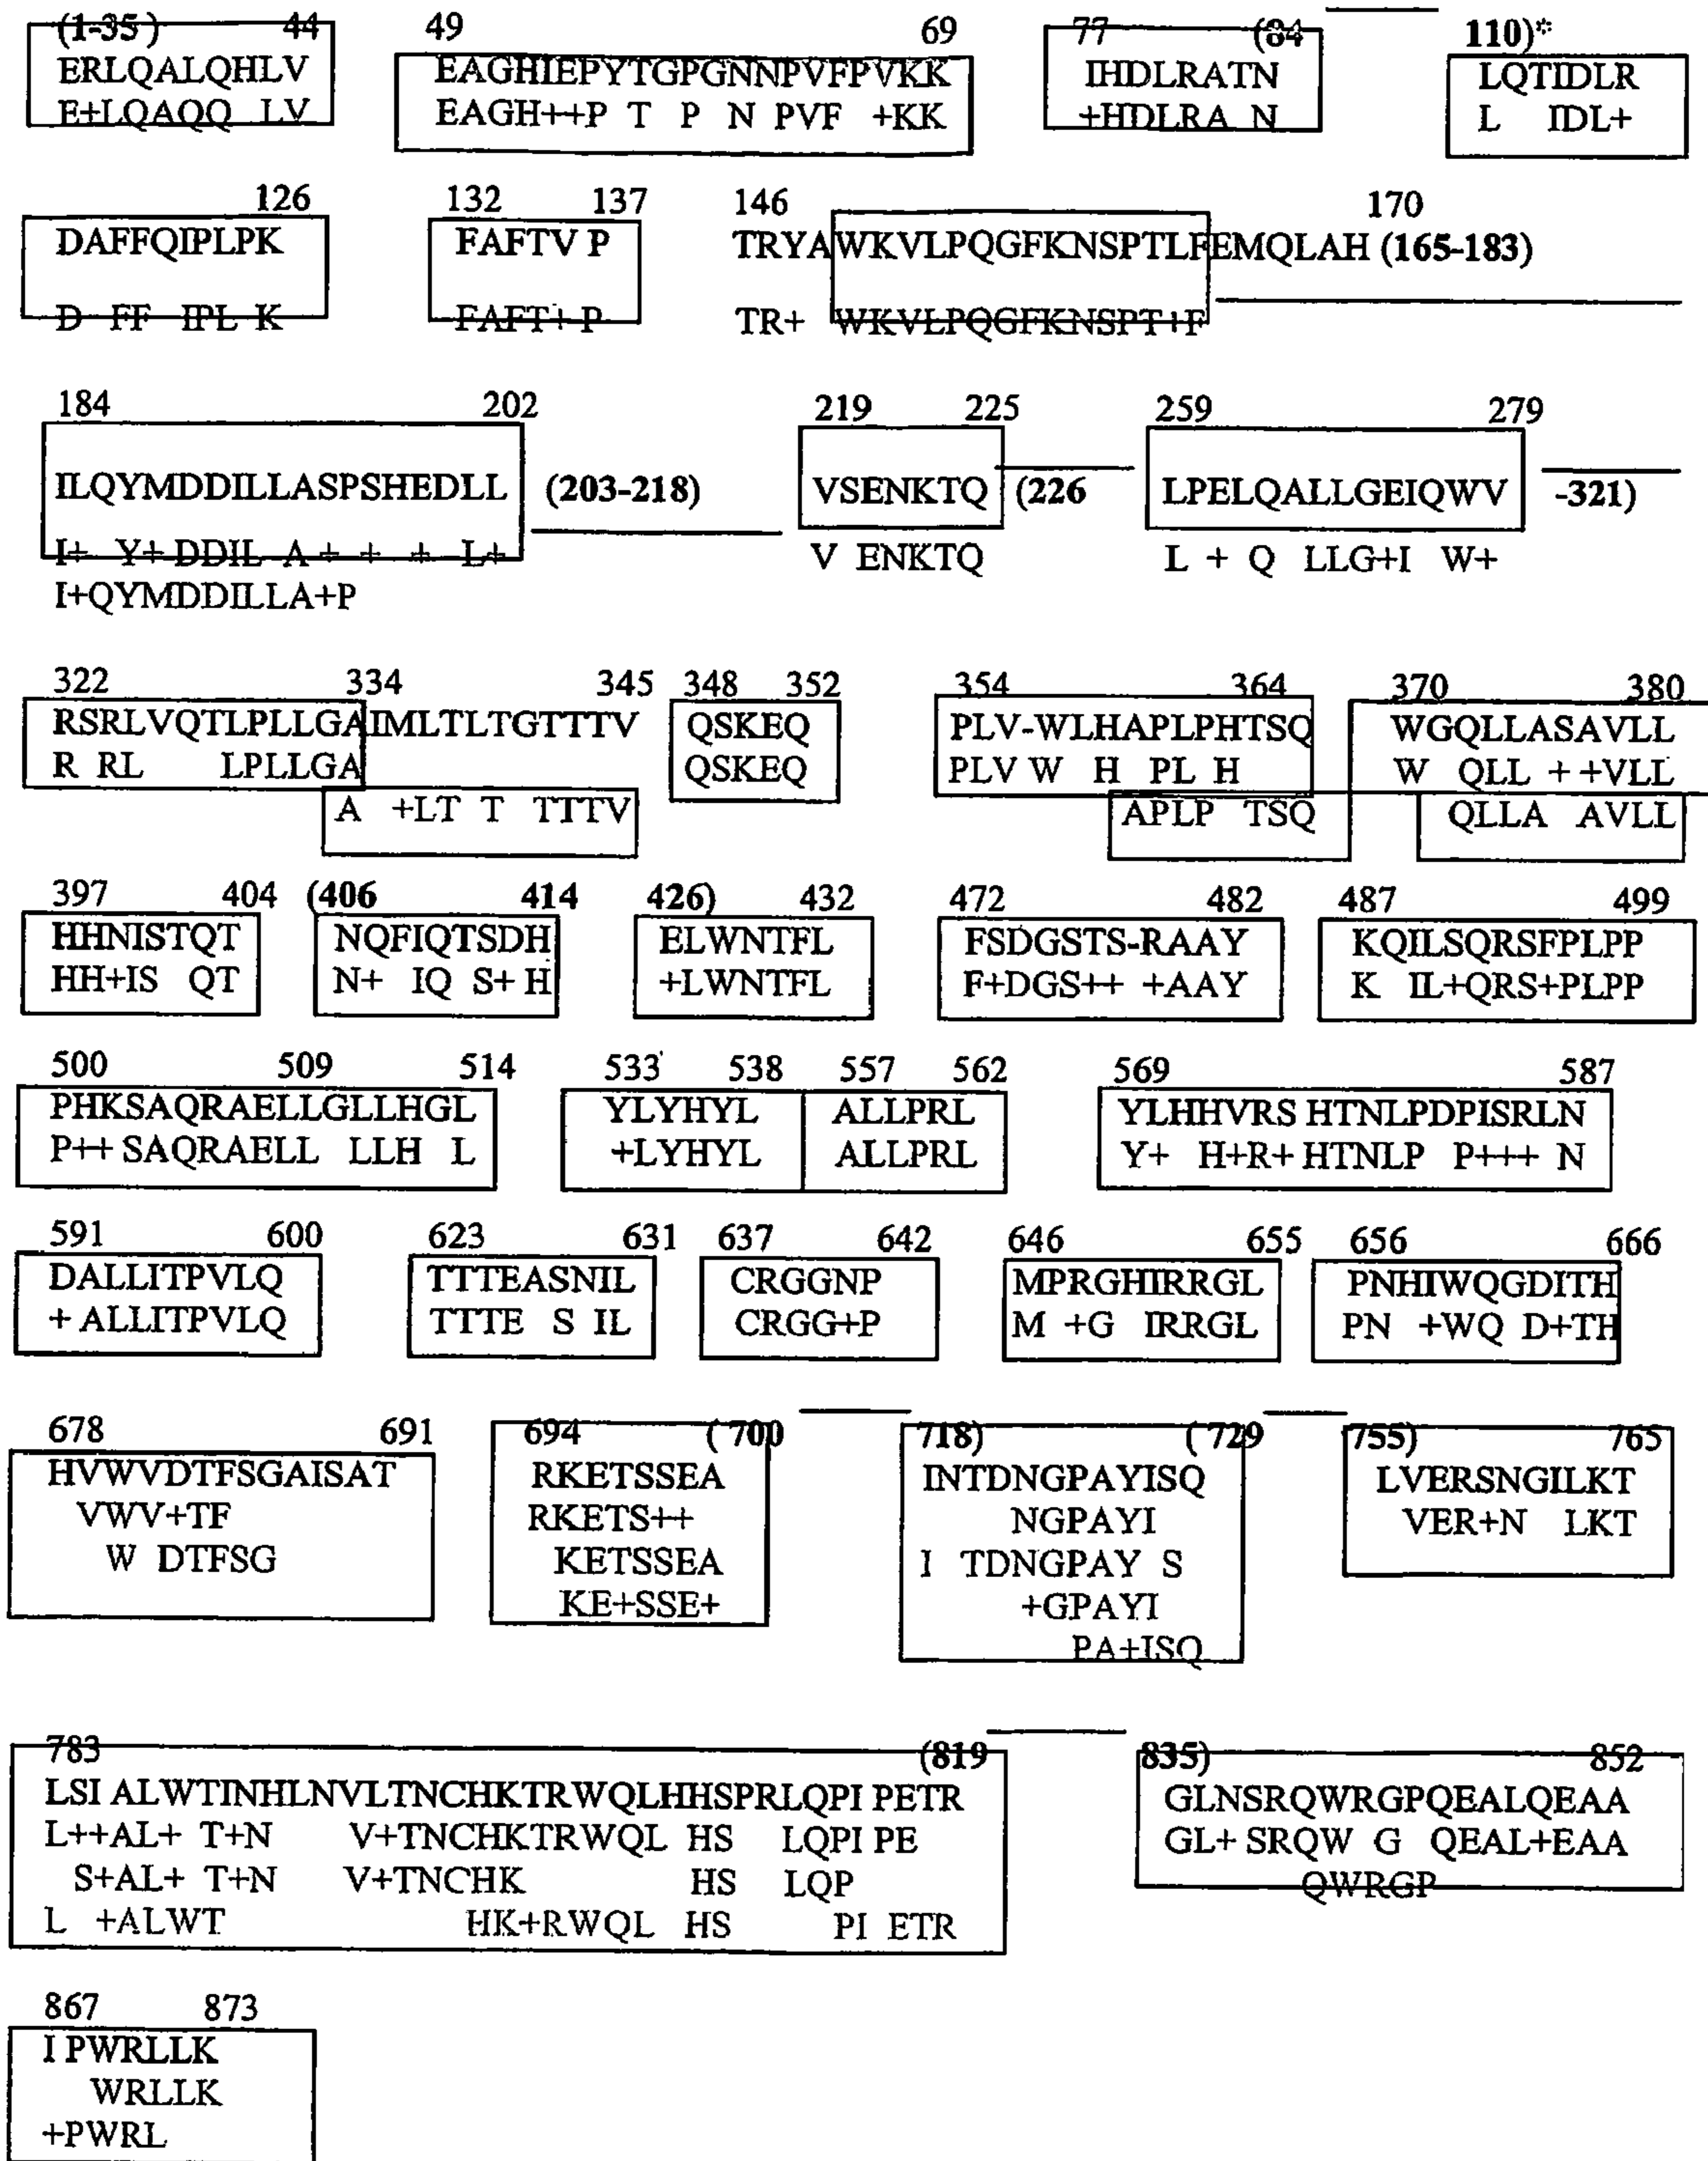 (1-35) 44 49 69 77 (84 110)*
ERLQALQHLV EAGHIEPYTGPGNNPVFPVKK IHDLRATN LQTIDLR
E+LQAQQ LV EAGH++P T P N PVF +KK +HDLRA N L IDL+
126 132 137 146 170
DAFFQIPLPK FAFTV P TRYAWKVLPQGFKNSPTLFEMQLAH (165-183)
D FF IPL K FAFT+ P TR+ WKVLPQGFKNSPT+F
184 202 219 225 259 279
ILQYMDDILLASPSHEDLL (203-218) VSENKTQ (226 LPELQALLGEIQWV -321)
I+ Y+ DDIL A + + + L+ V ENKTQ L + Q LLG+I W+
I+QYMDDILLA+P
322 334 345 348 352 354 364 370 380
RSRLVQTLPLLGAIMLTLTGTTTV QSKEQ PLV-WLHAPLPHTSQ WGQLLASAVLL
R RL LPLLGA QSKEQ PLV W H PL H W QLL + +VLL
A +LT T TTTV APLP TSQ QLLA AVLL
397 404 (406 414 426) 432 472 482 487 499
HHNISTQT NQFIQTSDH ELWNTFL FSDGSTS-RAAY KQILSQRSFPLPP
HH+IS QT N+ IQ S+ H +LWNTFL F+DGS++ +AAY K IL+QRS+PLPP
500 509 514 533 538 557 562 569 587
PHKSAQRAELLGLLHGL YLYHYL ALLPRL YLHHVRS HTNLPDPISRLN
P++ SAQRAELL LLH L +LYHYL ALLPRL Y+ H+R+ HTNLP P+++ N
591 600 623 631 637 642 646 655 656 666
DALLITPVLQ TTTEASNIL CRGGNP MPRGHIRRGL PNHIWQGDITH
+ ALLITPVLQ TTTE S IL CRGG+P M +G IRRGL PN +WQ D+TH
678 691 694 (700 718) (729 755) 765
HVWVDTFSGAISAT RKETSSEA INTDNGPAYISQ LVERSNGILKT
VWV+TF RKETS++ NGPAYI VER+N LKT
W DTFSG KETSSEA I TDNGPAY S
KE+SSE+ +GPAYI
PA+ISQ
783 (819 835) 852
LSI ALWTINHLNVLTNCHKTRWQLHHSPRLQPI PETR GLNSRQWRGPQEALQEAA
L++AL+ T+N V+TNCHKTRWQL HS LQPI PE GL+ SRQW G QEAL+EAA
S+AL+ T+N V+TNCHK HS LQP QWRGP
L +ALWT HK+RWQL HS PI ETR
867 873
I PWRLLK
WRLLK
+PWRL